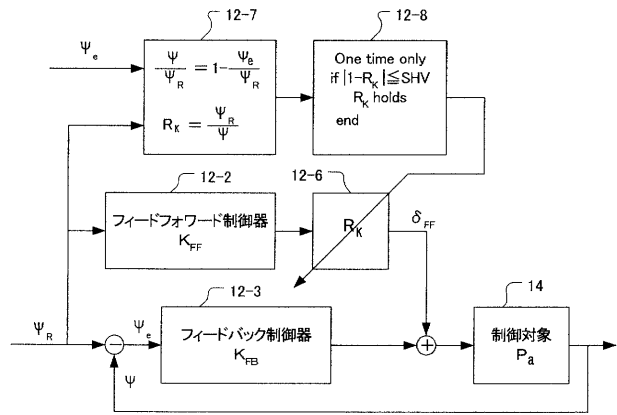 12-7
12-8
Ψe
Ψ/ΨR = 1-Ψe/ΨR
RK = ΨR/Ψ
One time only
if |1-RK|≦SHV
RK holds
end
12-2
12-6
フィードフォワード制御器
KFF
RK
δFF
12-3
14
ΨR
Ψe
フィードバック制御器
KFB
制御対象
Pa
Ψ